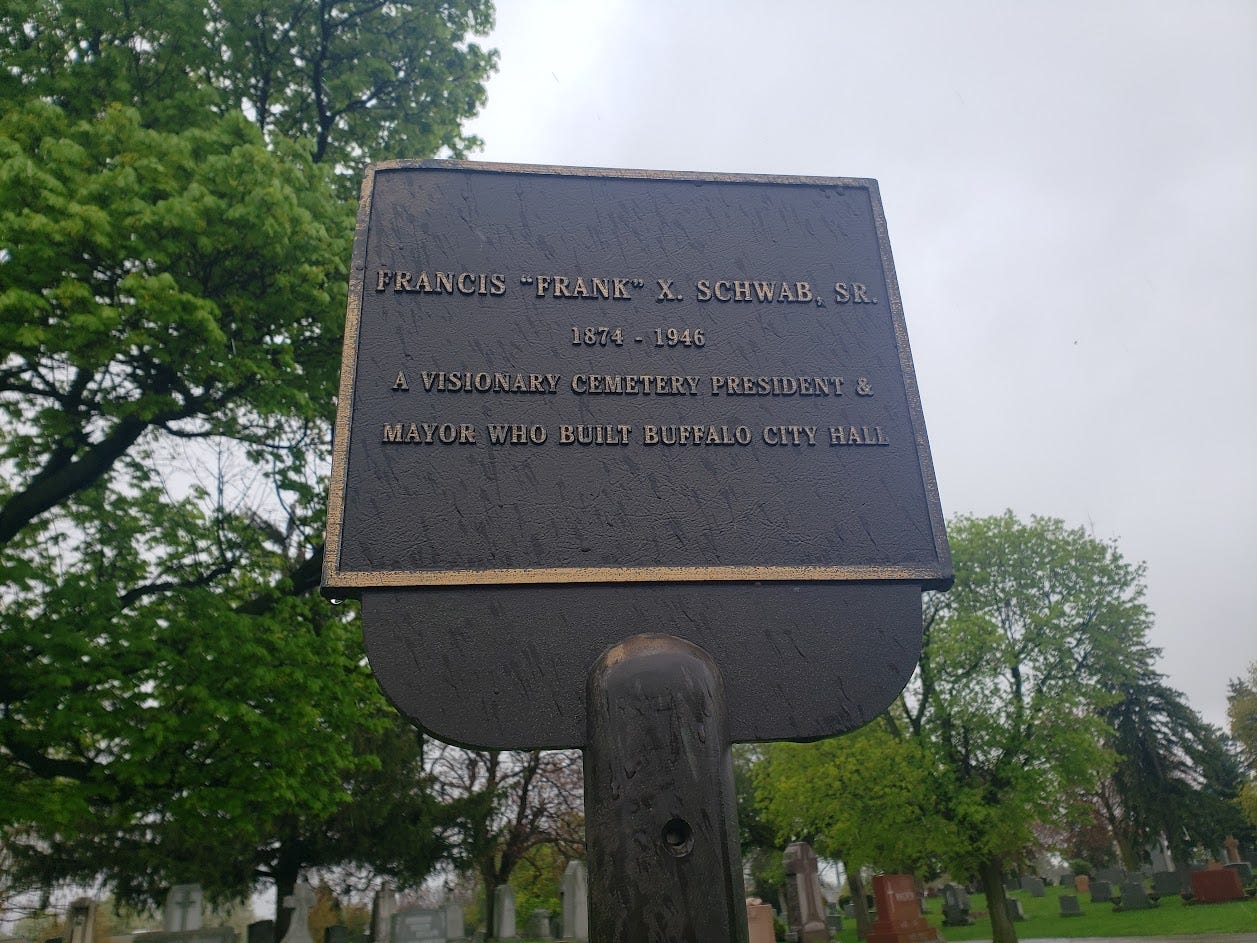 FRANCIS “FRANK” X. SCHWAB, SR.
1874 - 1946
A VISIONARY CEMETERY PRESIDENT &
MAYOR WHO BUILT BUFFALO CITY HALL